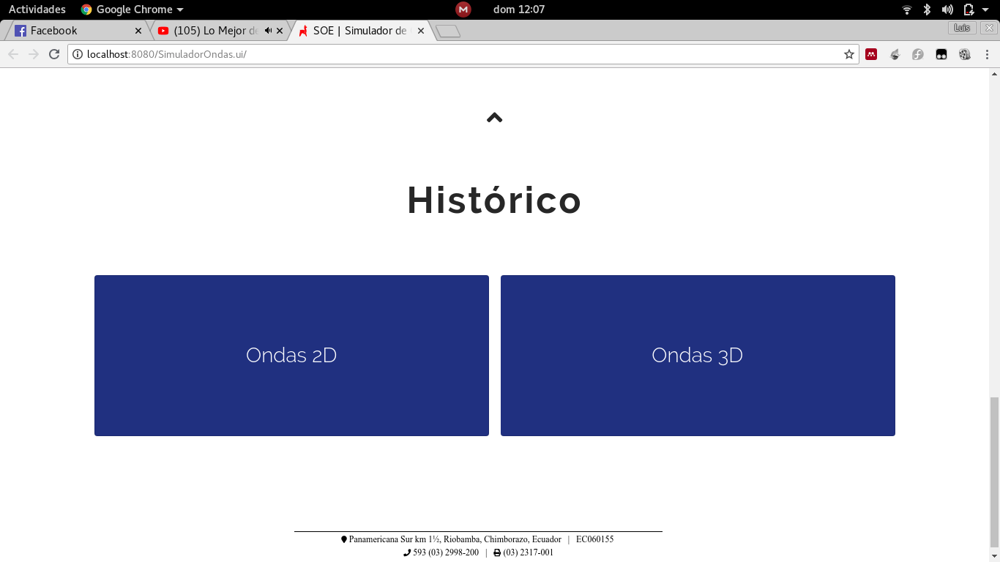 Actividades Google Chrome dom 12:07
Facebook (105) Lo Mejor de SOE | Simulador de Luis
localhost:8080/SimuladorOndas.ui/
Histórico
Ondas 2D Ondas 3D
Panamericana Sur km 1½, Riobamba, Chimborazo, Ecuador | EC060155
593 (03) 2998-200 | (03) 2317-001